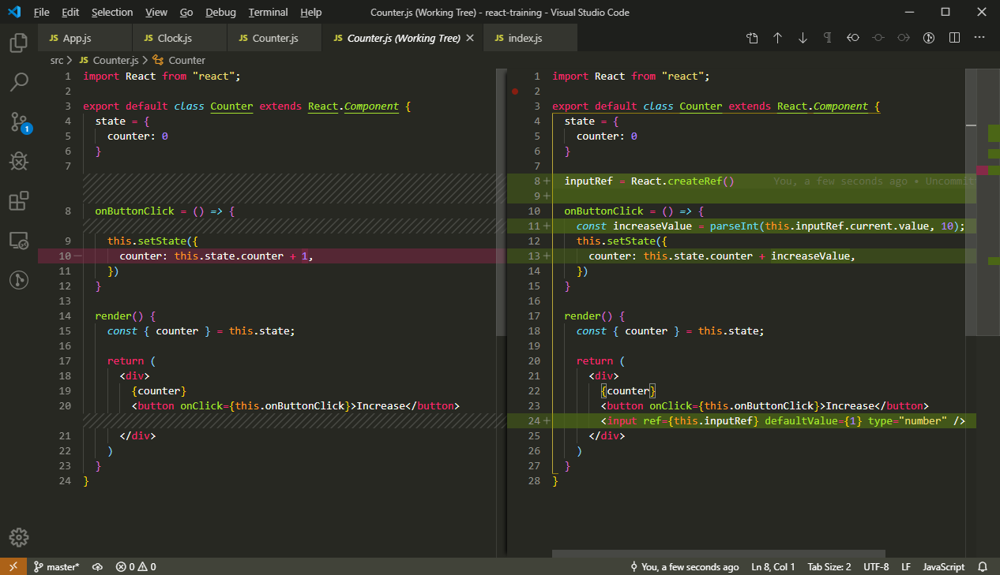 File Edit Selection View Go Debug Terminal Help Counter.js (Working Tree) - react-training - Visual Studio Code
JS App.js JS Clock.js JS Counter.js JS Counter.js (Working Tree) JS index.js
src > JS Counter.js > Counter
1
1 import React from "react";
2
3 export default class Counter extends React.Component {
4 state = {
5 counter: 0
6 }
7
8 onButtonClick = () => {
9 this.setState({
10 counter: this.state.counter + 1,
11 })
12 }
13
14 render() {
15 const { counter } = this.state;
16
17 return (
18 <div>
19 {counter}
20 <button onClick={this.onButtonClick}>Increase</button>
21 </div>
22 )
23 }
24 }
1 import React from "react";
2
3 export default class Counter extends React.Component {
4 state = {
5 counter: 0
6 }
7
8+ inputRef = React.createRef() You, a few seconds ago • Uncommit
9+
10 onButtonClick = () => {
11+ const increaseValue = parseInt(this.inputRef.current.value, 10);
12 this.setState({
13+ counter: this.state.counter + increaseValue,
14 })
15 }
16
17 render() {
18 const { counter } = this.state;
19
20 return (
21 <div>
22 {counter}
23 <button onClick={this.onButtonClick}>Increase</button>
24+ <input ref={this.inputRef} defaultValue={1} type="number" />
25 </div>
26 )
27 }
28 }
master* 0 0 You, a few seconds ago Ln 8, Col 1 Tab Size: 2 UTF-8 LF JavaScript